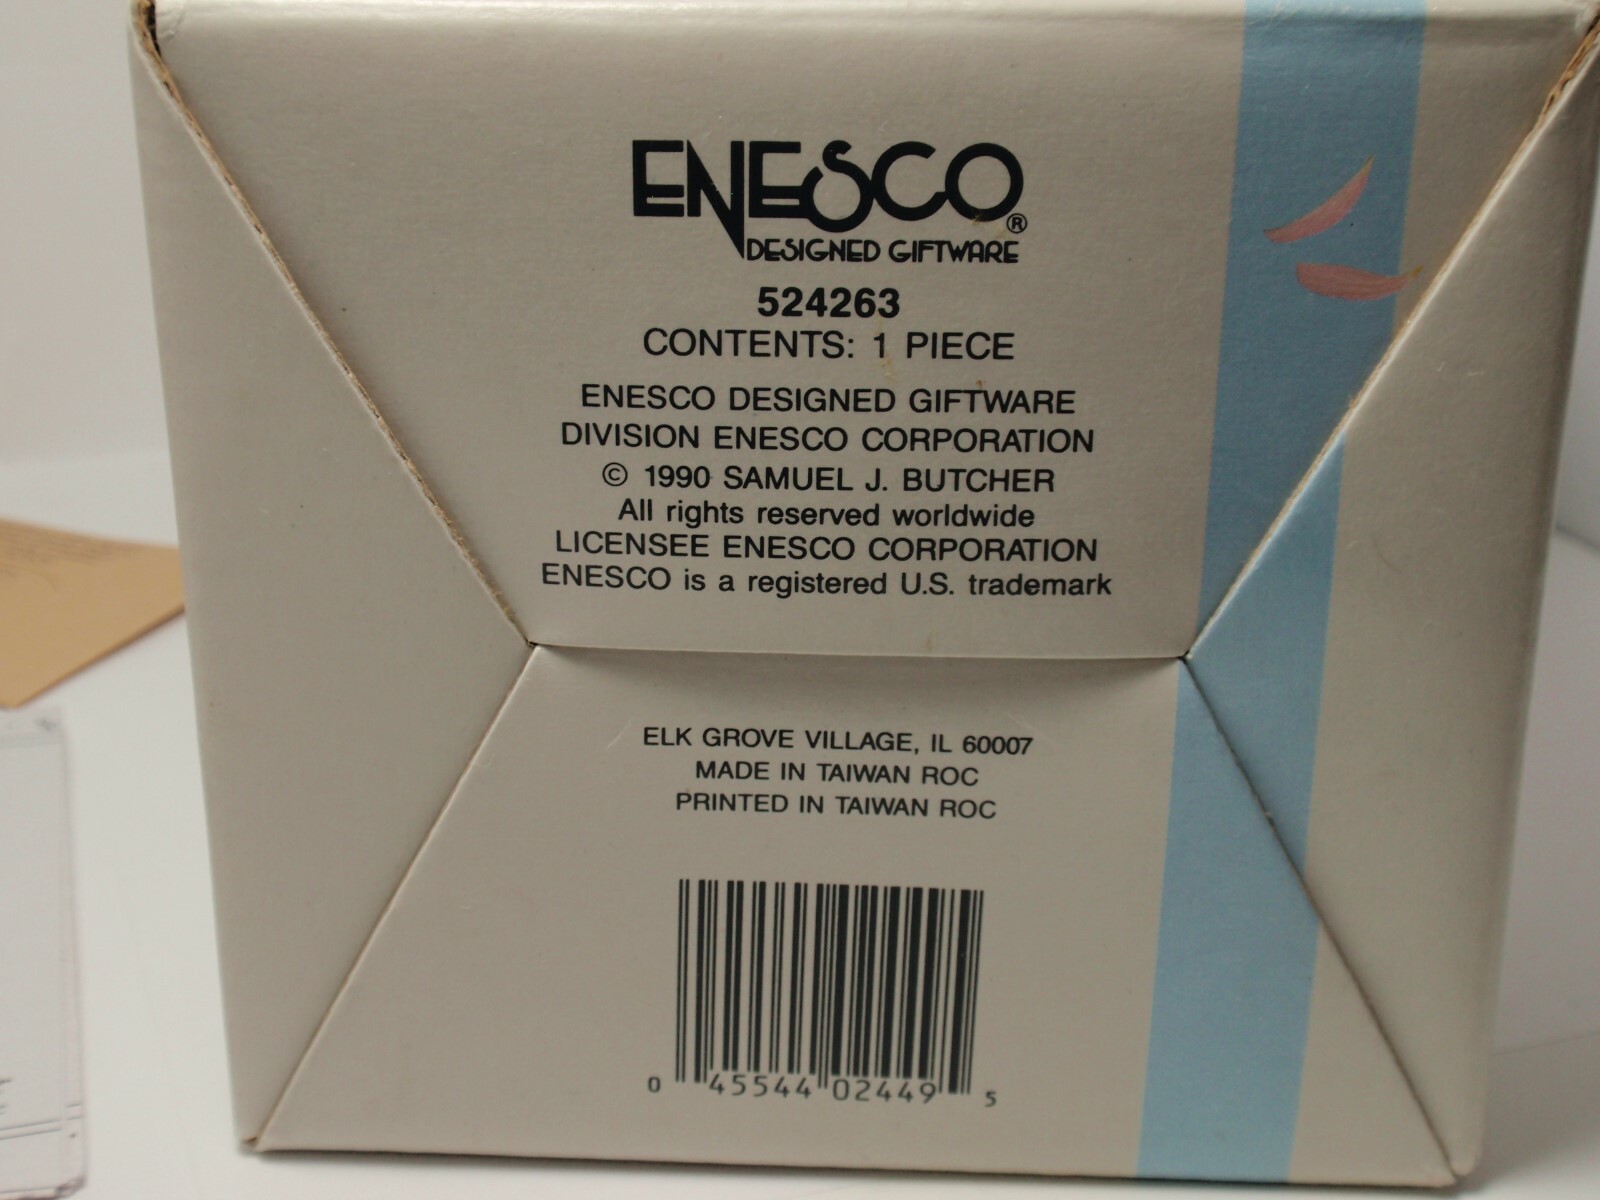 ENESCO®
DESIGNED GIFTWARE
524263
CONTENTS: 1 PIECE
ENESCO DESIGNED GIFTWARE
DIVISION ENESCO CORPORATION
© 1990 SAMUEL J. BUTCHER
All rights reserved worldwide
LICENSEE ENESCO CORPORATION
ENESCO is a registered U.S. trademark
ELK GROVE VILLAGE, IL 60007
MADE IN TAIWAN ROC
PRINTED IN TAIWAN ROC
0 45544 02449 5